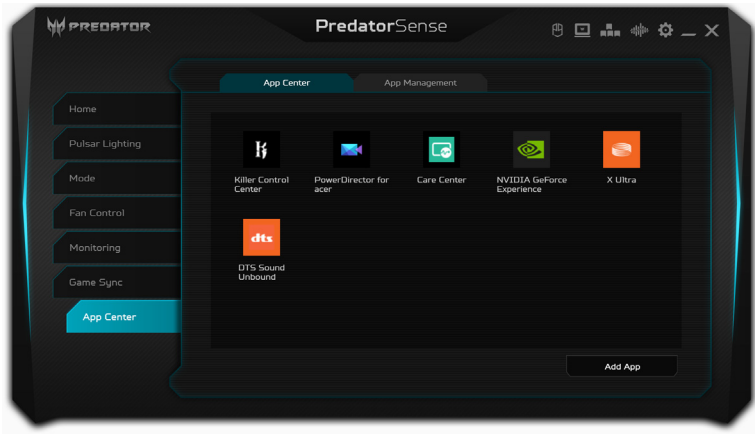 PREDATOR
PredatorSense
App Center
App Management
Home
Pulsar Lighting
Mode
Fan Control
Monitoring
Game Sync
App Center
Killer Control
Center
PowerDirector for
acer
Care Center
NVIDIA GeForce
Experience
X Ultra
dts
DTS Sound
Unbound
Add App